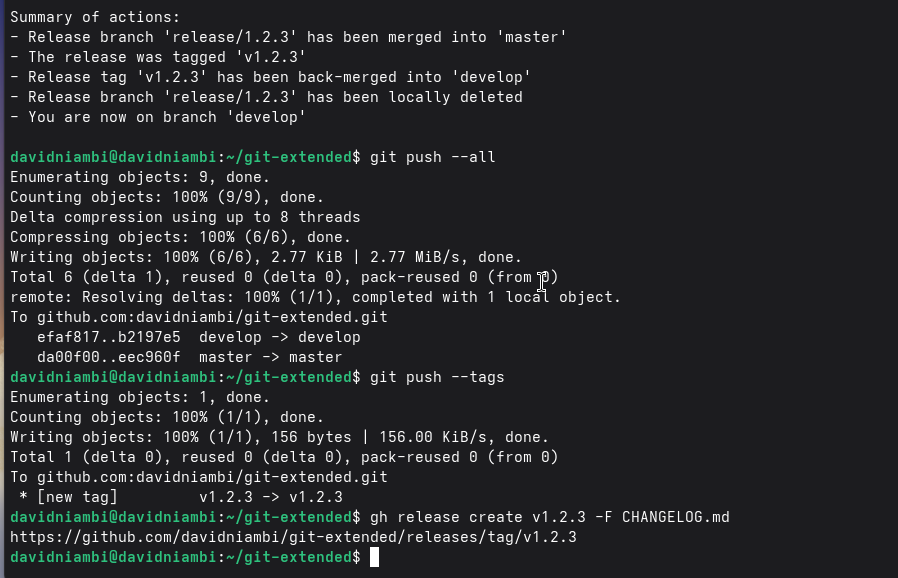 Summary of actions:
- Release branch 'release/1.2.3' has been merged into 'master'
- The release was tagged 'v1.2.3'
- Release tag 'v1.2.3' has been back-merged into 'develop'
- Release branch 'release/1.2.3' has been locally deleted
- You are now on branch 'develop'
davidniambi@davidniambi:~/git-extended$ git push --all
Enumerating objects: 9, done.
Counting objects: 100% (9/9), done.
Delta compression using up to 8 threads
Compressing objects: 100% (6/6), done.
Writing objects: 100% (6/6), 2.77 KiB | 2.77 MiB/s, done.
Total 6 (delta 1), reused 0 (delta 0), pack-reused 0 (from 0)
remote: Resolving deltas: 100% (1/1), completed with 1 local object.
To github.com:davidniambi/git-extended.git
   efaf817..b2197e5  develop -> develop
   da00f00..eec960f  master -> master
davidniambi@davidniambi:~/git-extended$ git push --tags
Enumerating objects: 1, done.
Counting objects: 100% (1/1), done.
Writing objects: 100% (1/1), 156 bytes | 156.00 KiB/s, done.
Total 1 (delta 0), reused 0 (delta 0), pack-reused 0 (from 0)
To github.com:davidniambi/git-extended.git
 * [new tag]         v1.2.3 -> v1.2.3
davidniambi@davidniambi:~/git-extended$ gh release create v1.2.3 -F CHANGELOG.md
https://github.com/davidniambi/git-extended/releases/tag/v1.2.3
davidniambi@davidniambi:~/git-extended$